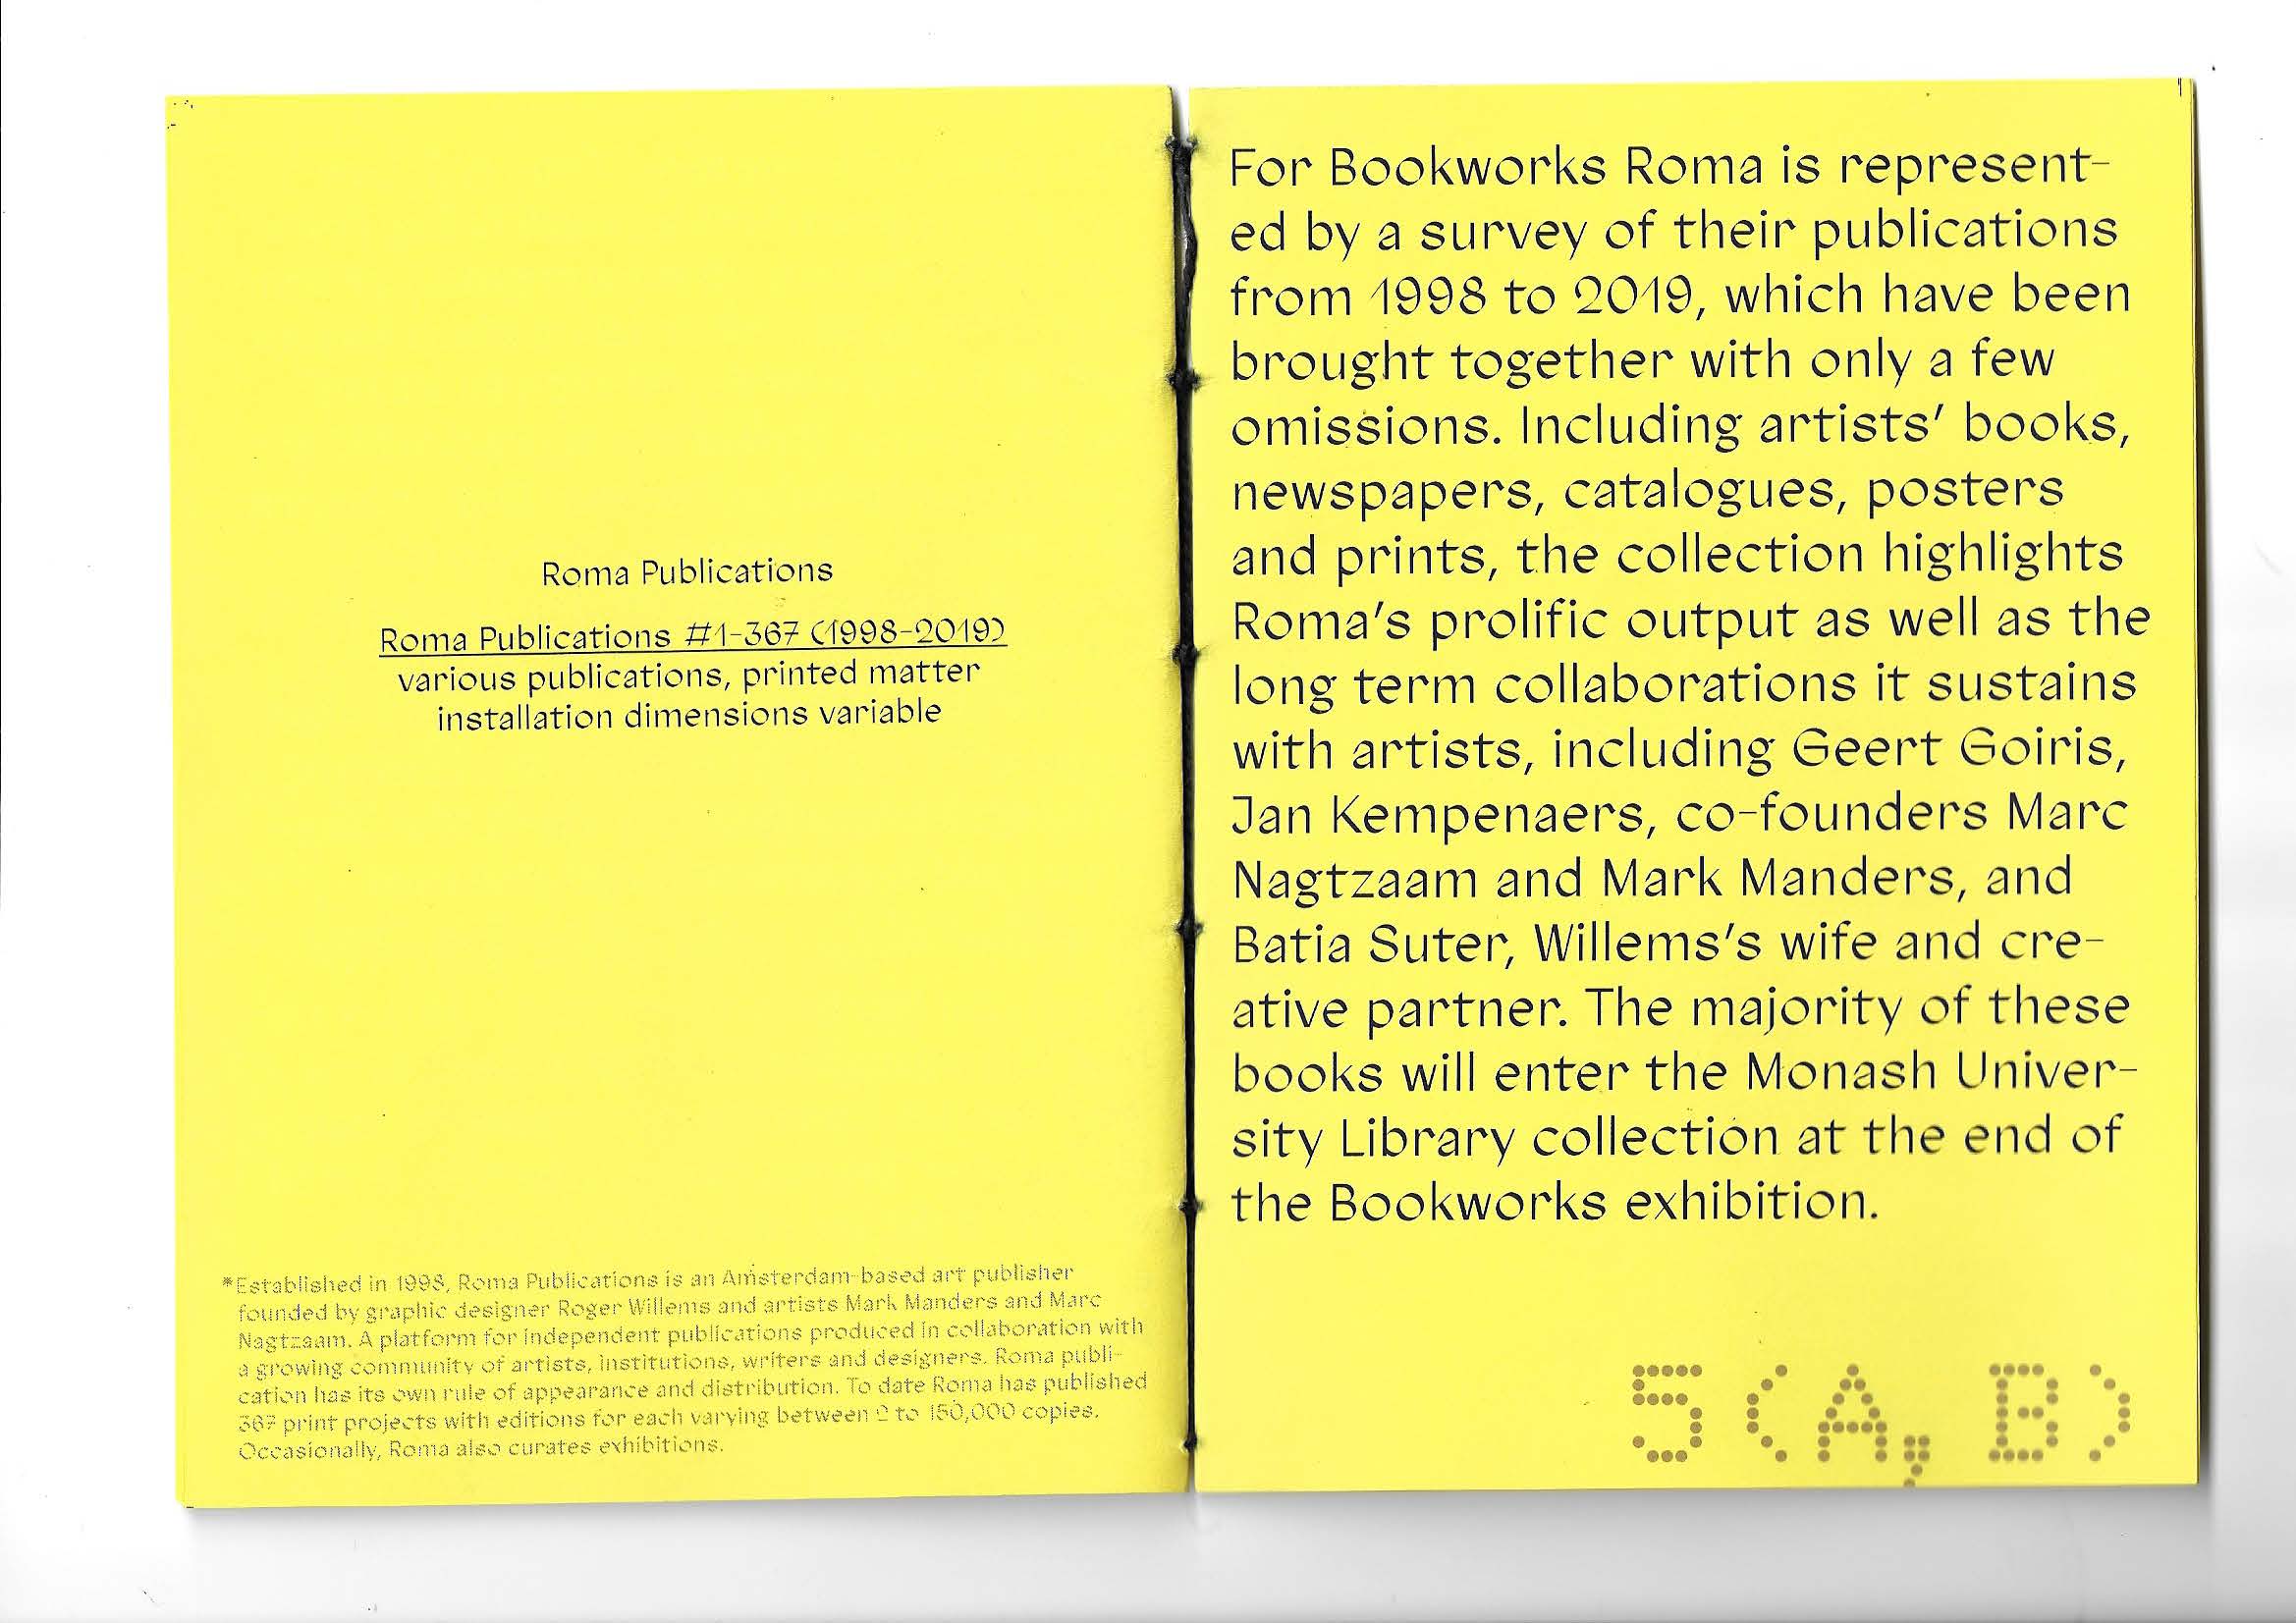 Roma Publications
Roma Publications #1-367 (1998-2019)
various publications, printed matter
installation dimensions variable
*Established in 1998, Roma Publications is an Amsterdam-based art publisher
founded by graphic designer Roger Willems and artists Mark Manders and Marc
Nagtzaam. A platform for independent publications produced in collaboration with
a growing community of artists, institutions, writers and designers. Roma publi-
cation has its own rule of appearance and distribution. To date Roma has published
367 print projects with editions for each varying between 2 to 150,000 copies.
Occasionally, Roma also curates exhibitions.
For Bookworks Roma is represent-
ed by a survey of their publications
from 1998 to 2019, which have been
brought together with only a few
omissions. Including artists’ books,
newspapers, catalogues, posters
and prints, the collection highlights
Roma’s prolific output as well as the
long term collaborations it sustains
with artists, including Geert Goiris,
Jan Kempenaers, co-founders Marc
Nagtzaam and Mark Manders, and
Batia Suter, Willems’s wife and cre-
ative partner. The majority of these
books will enter the Monash Univer-
sity Library collection at the end of
the Bookworks exhibition.
5(A, B)